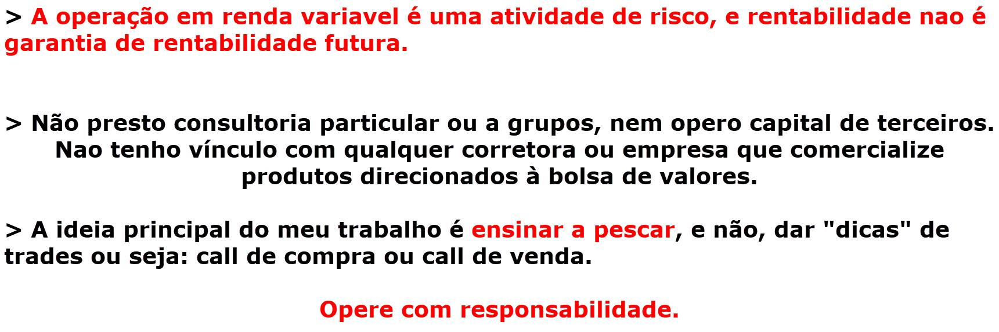 > A operação em renda variavel é uma atividade de risco, e rentabilidade nao é
garantia de rentabilidade futura.
> Não presto consultoria particular ou a grupos, nem opero capital de terceiros.
Nao tenho vínculo com qualquer corretora ou empresa que comercialize
produtos direcionados à bolsa de valores.
> A ideia principal do meu trabalho é ensinar a pescar, e não, dar "dicas" de
trades ou seja: call de compra ou call de venda.
Opere com responsabilidade.